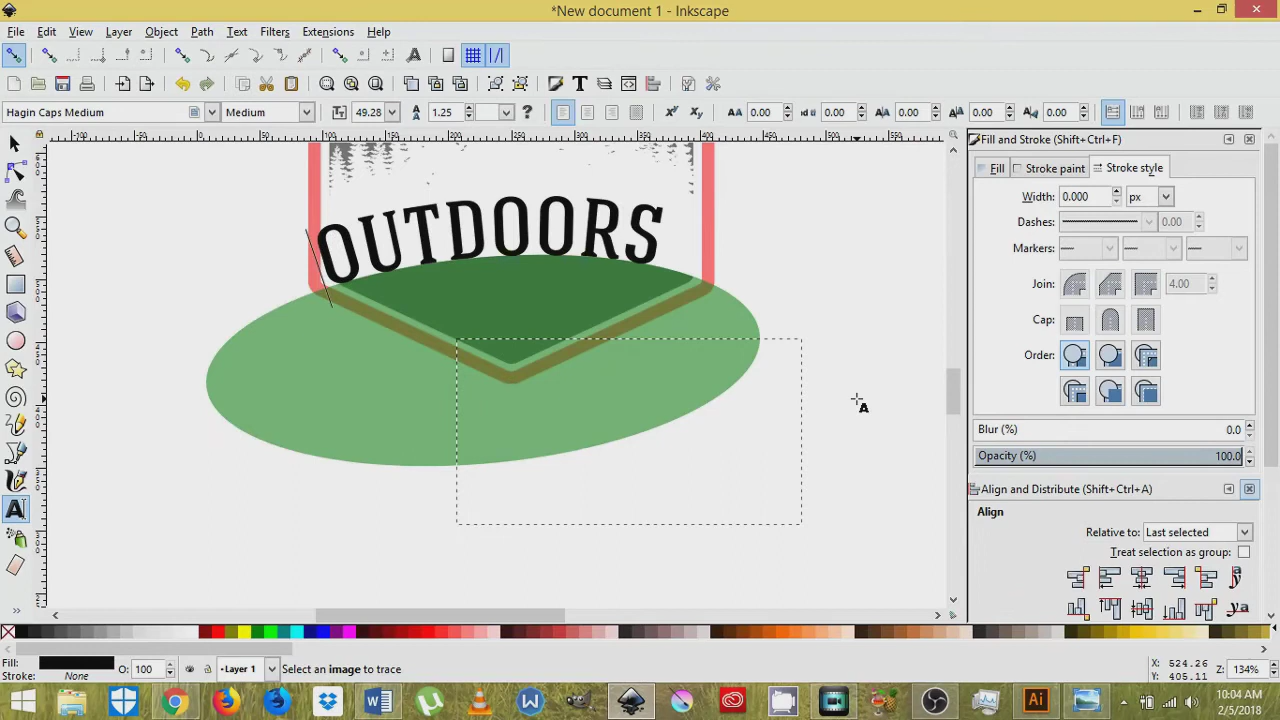 *New document 1 - Inkscape
File Edit View Layer Object Path Text Filters Extensions Help
Hagin Caps Medium Medium 49.28 1.25 0.00 0.00 0.00 0.00 0.00
Fill and Stroke (Shift+Ctrl+F)
Fill Stroke paint Stroke style
Width: 0.000 px
Dashes: 0.00
Markers:
Join: 4.00
Cap:
Order:
Blur (%) 0.0
Opacity (%) 100.0
Align and Distribute (Shift+Ctrl+A)
Align
Relative to: Last selected
Treat selection as group:
OUTDOORS
Fill: O: 100 Layer 1 Select an image to trace X: 524.26 Z: 134%
Stroke: None Y: 405.11
10:04 AM
2/5/2018